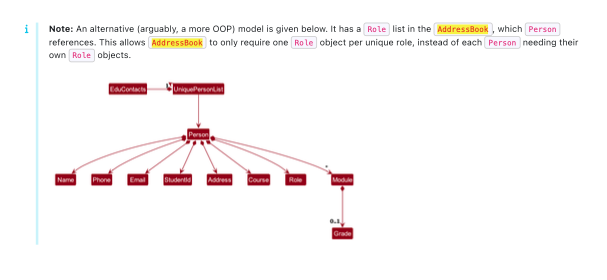 Note: An alternative (arguably, a more OOP) model is given below. It has a Role list in the AddressBook, which Person
references. This allows AddressBook to only require one Role object per unique role, instead of each Person needing their
own Role objects.
EduContacts
UniquePersonList
Person
*
Name
Phone
Email
StudentId
Address
Course
Role
Module
0..1
Grade